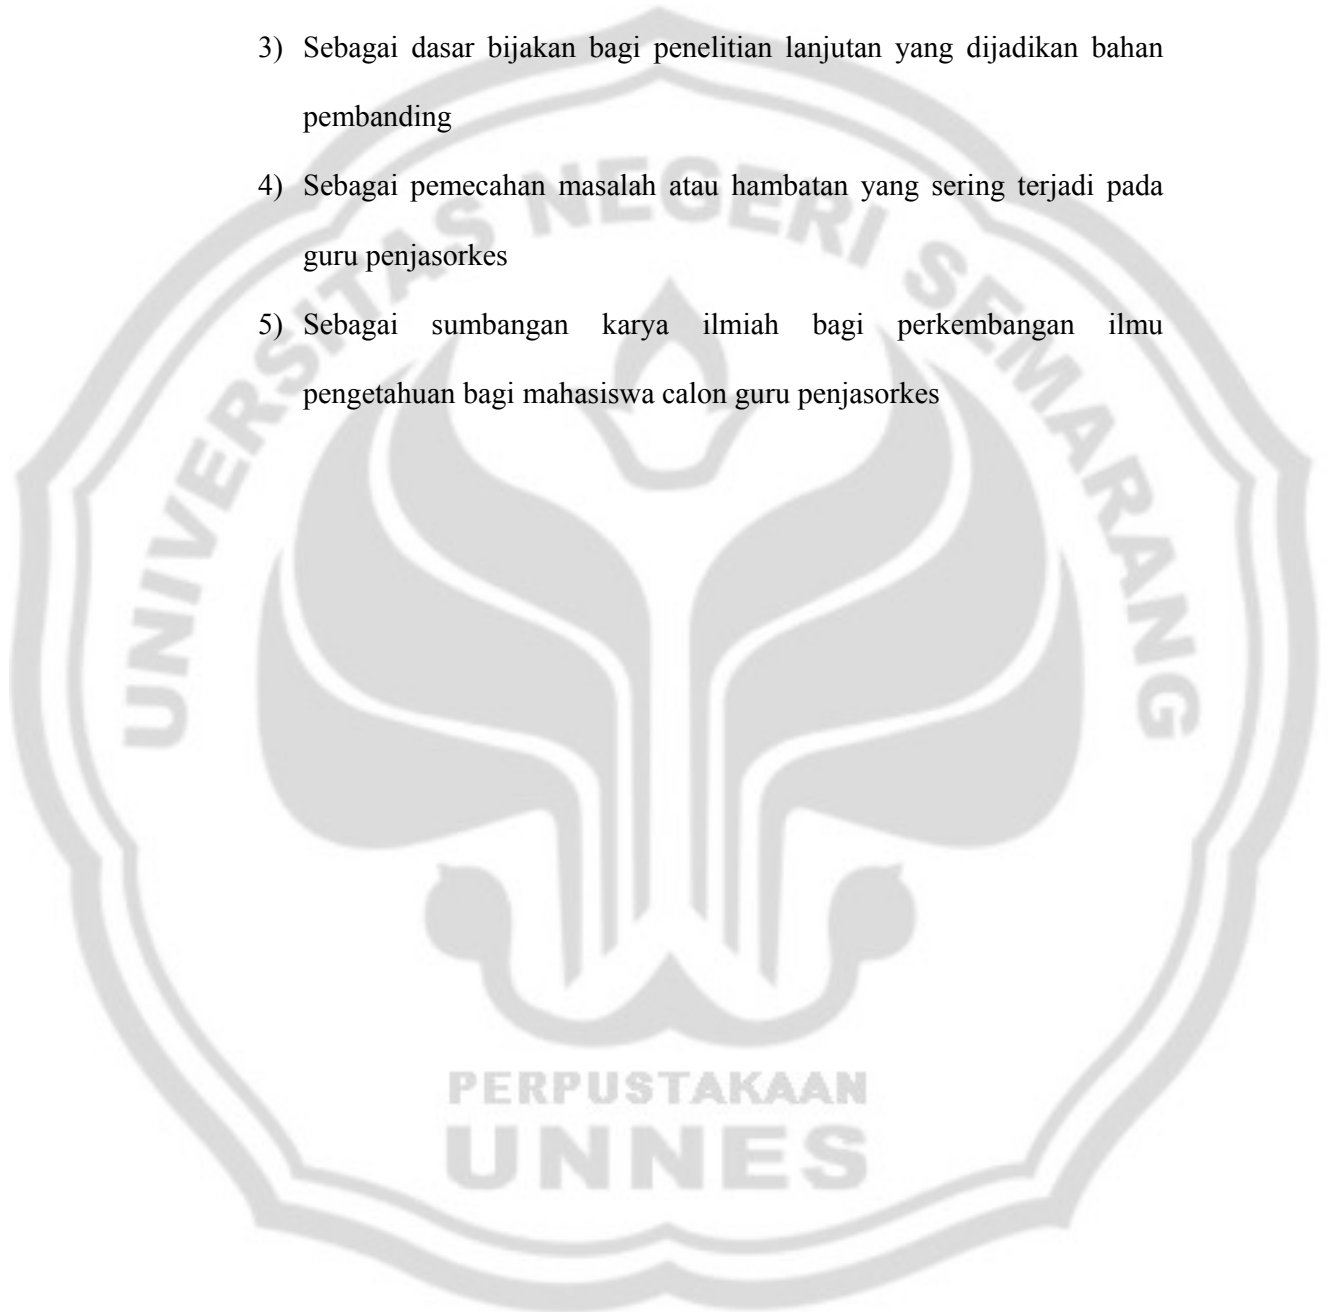 3) Sebagai dasar bijakan bagi penelitian lanjutan yang dijadikan bahan
pembanding
4) Sebagai pemecahan masalah atau hambatan yang sering terjadi pada
guru penjasorkes
5) Sebagai sumbangan karya ilmiah bagi perkembangan ilmu
pengetahuan bagi mahasiswa calon guru penjasorkes
UNIVERSITAS NEGERI SEMARANG
PERPUSTAKAAN
UNNES